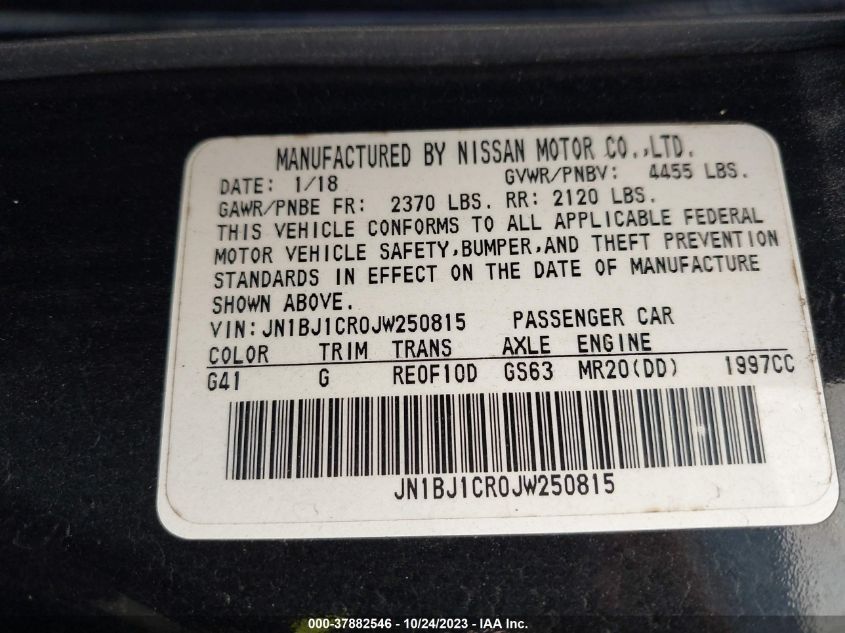 MANUFACTURED BY NISSAN MOTOR CO.,LTD.
DATE: 1/18 GVWR/PNBV: 4455 LBS.
GAWR/PNBE FR: 2370 LBS. RR: 2120 LBS.
THIS VEHICLE CONFORMS TO ALL APPLICABLE FEDERAL
MOTOR VEHICLE SAFETY,BUMPER,AND THEFT PREVENTION
STANDARDS IN EFFECT ON THE DATE OF MANUFACTURE
SHOWN ABOVE.
VIN:JN1BJ1CR0JW250815 PASSENGER CAR
COLOR TRIM TRANS AXLE ENGINE
G41 G RE0F10D GS63 MR20(DD) 1997CC
JN1BJ1CR0JW250815
000-37882546 - 10/24/2023 - IAA Inc.